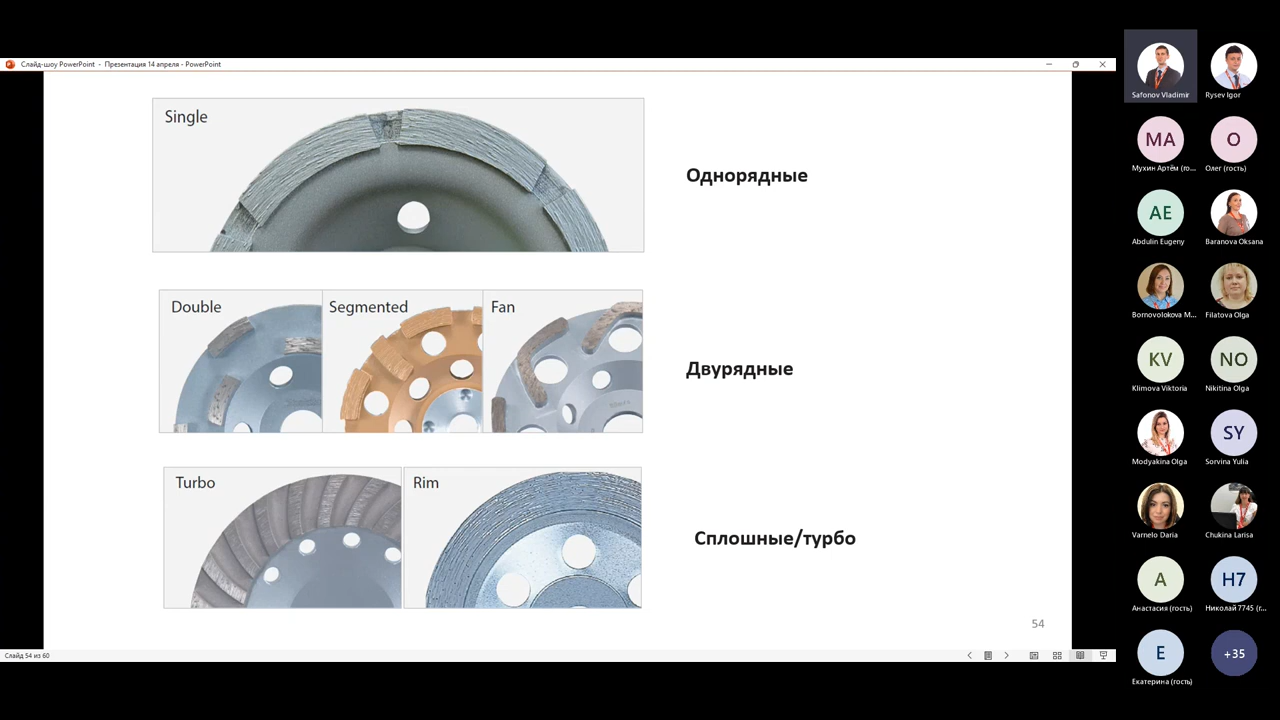 Слайд-шоу PowerPoint - Презентация 14 апреля - PowerPoint
Single
Однорядные
Double
Segmented
Fan
Двурядные
Turbo
Rim
Сплошные/турбо
54
Слайд 54 из 60
Safonov Vladimir
Rysev Igor
MA
O
Мухин Артём (го...
Олег (гость)
AE
Abdulin Eugeny
Baranova Oksana
Bornovolokova M...
Filatova Olga
KV
NO
Klimova Viktoria
Nikitina Olga
SY
Modyakina Olga
Sorvina Yulia
Varnelo Daria
Chukina Larisa
A
H7
Анастасия (гость)
Николай 7745 (г...
E
+35
Екатерина (гость)